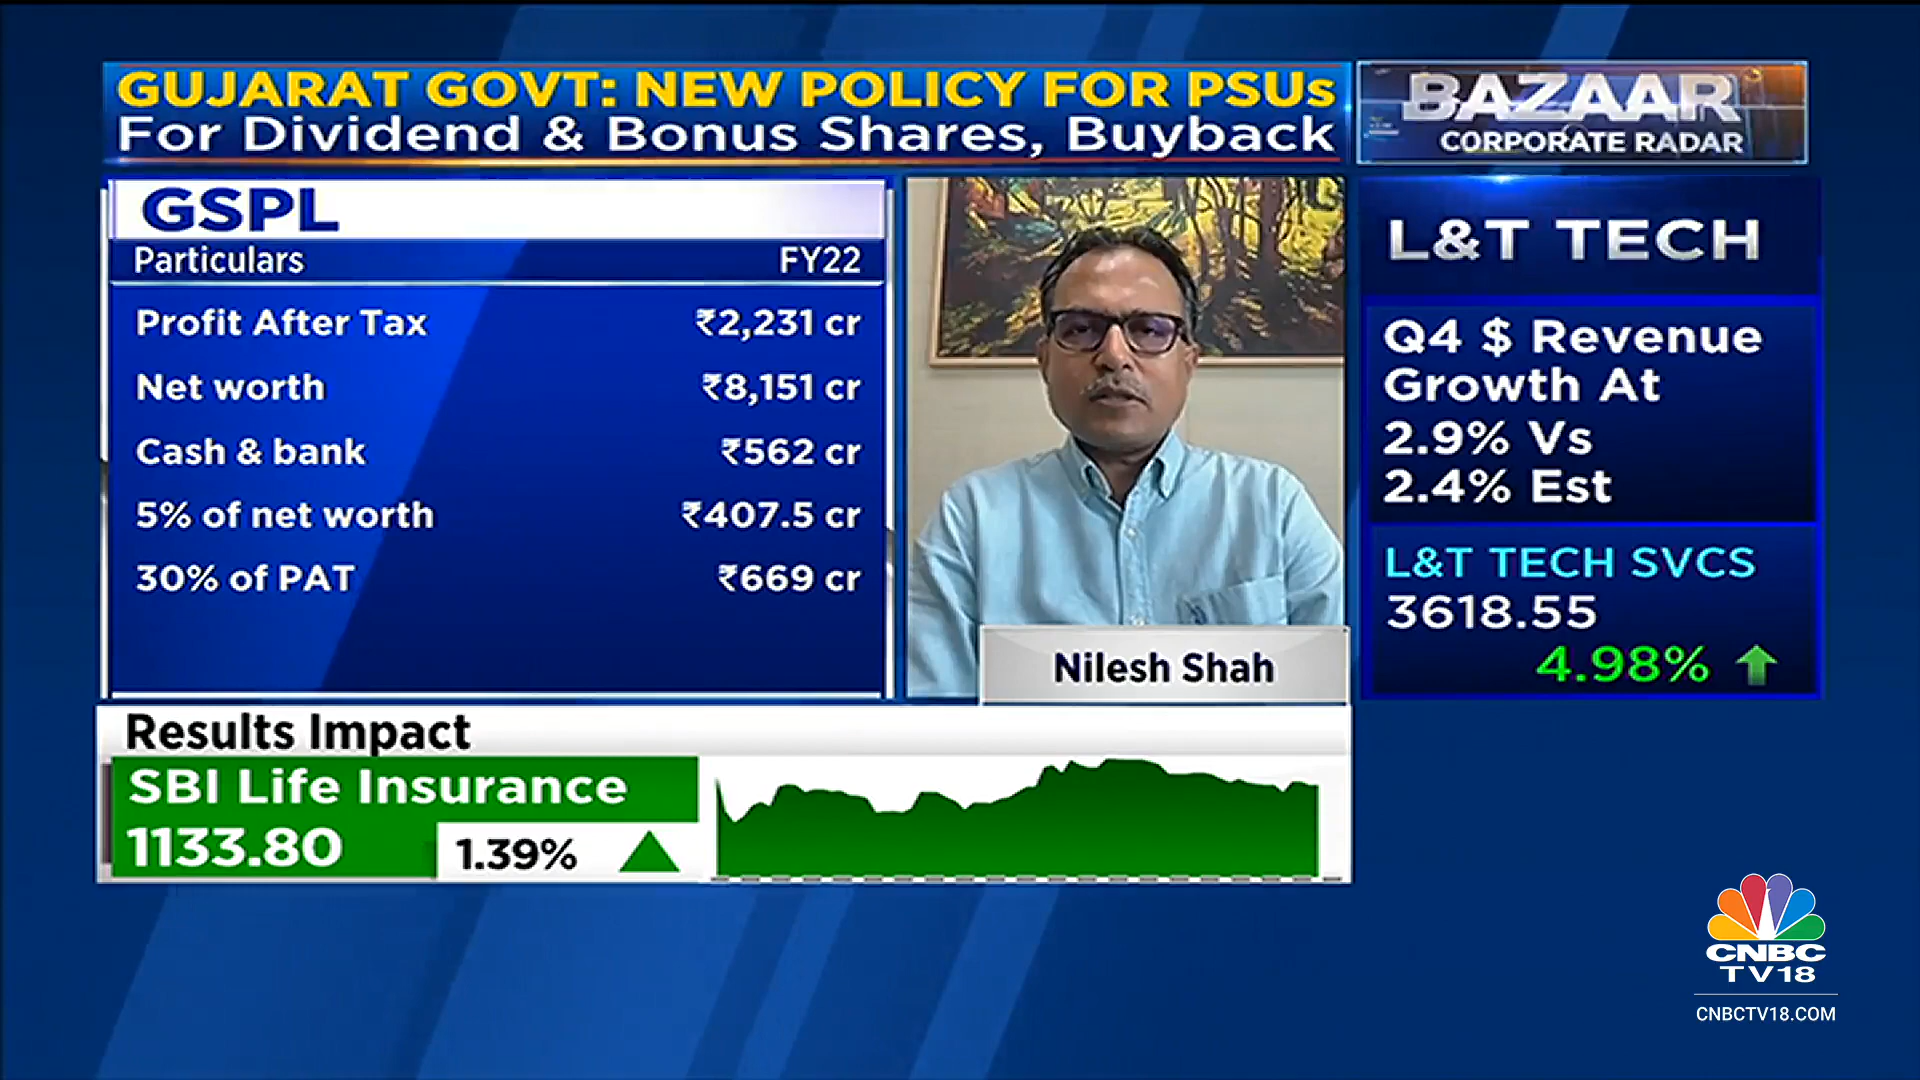 GUJARAT GOVT: NEW POLICY FOR PSUs
For Dividend & Bonus Shares, Buyback
BAZAAR
CORPORATE RADAR
GSPL
Particulars FY22
Profit After Tax ₹2,231 cr
Net worth ₹8,151 cr
Cash & bank ₹562 cr
5% of net worth ₹407.5 cr
30% of PAT ₹669 cr
Nilesh Shah
L&T TECH
Q4 $ Revenue
Growth At
2.9% Vs
2.4% Est
L&T TECH SVCS
3618.55
4.98%
Results Impact
SBI Life Insurance
1133.80
1.39%
CNBC
TV18
CNBCTV18.COM